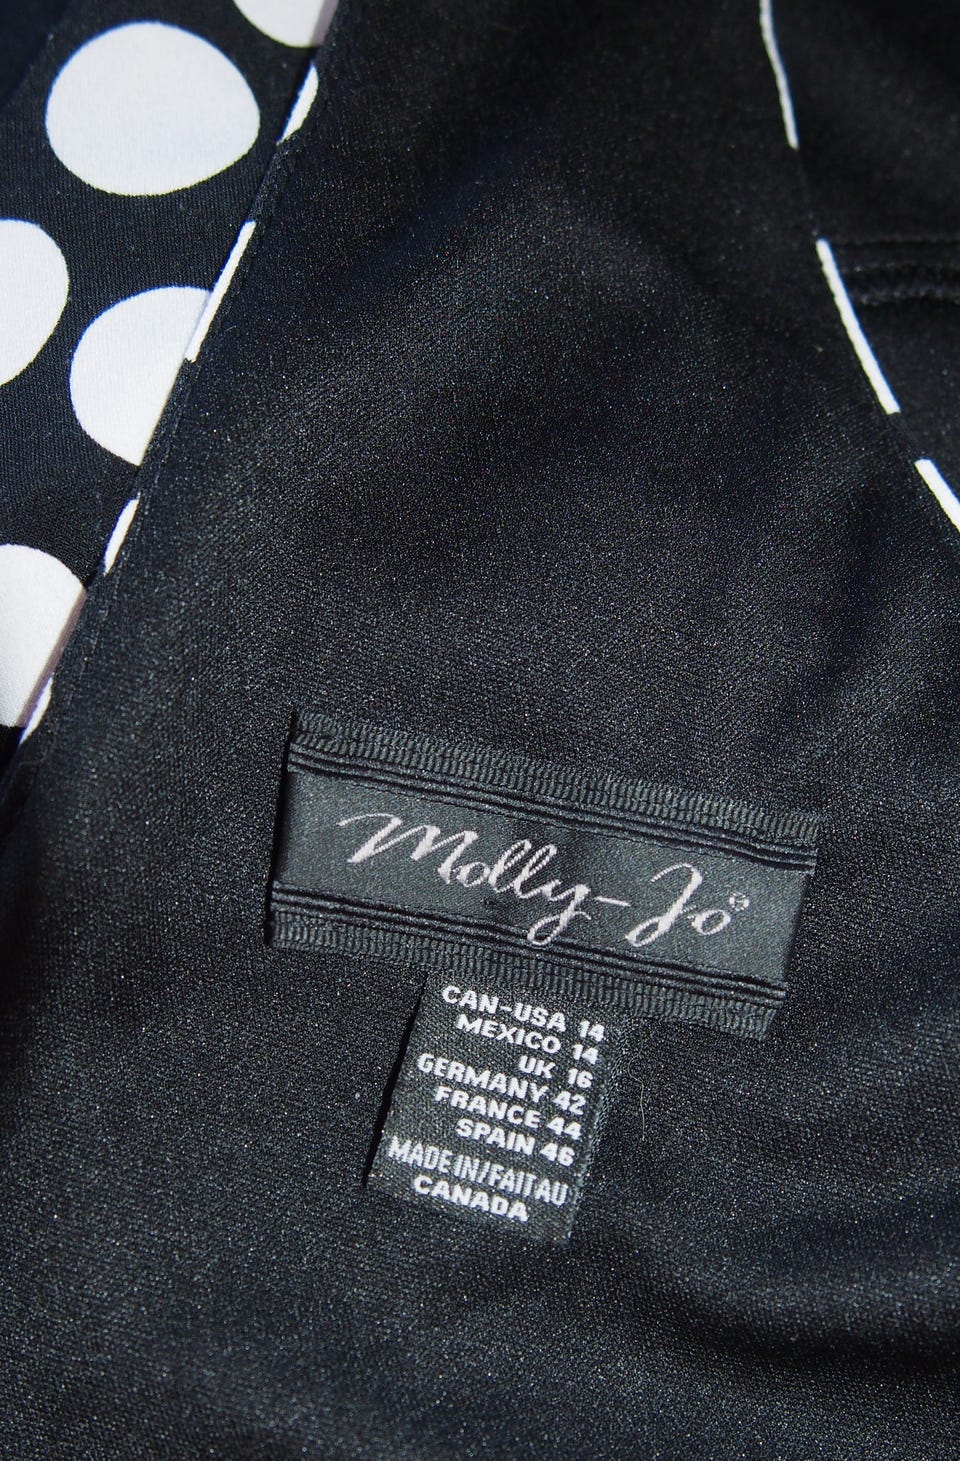 Molly-Jo®
CAN-USA 14
MEXICO 14
UK 16
GERMANY 42
FRANCE 44
SPAIN 46
MADE IN/FAIT AU
CANADA